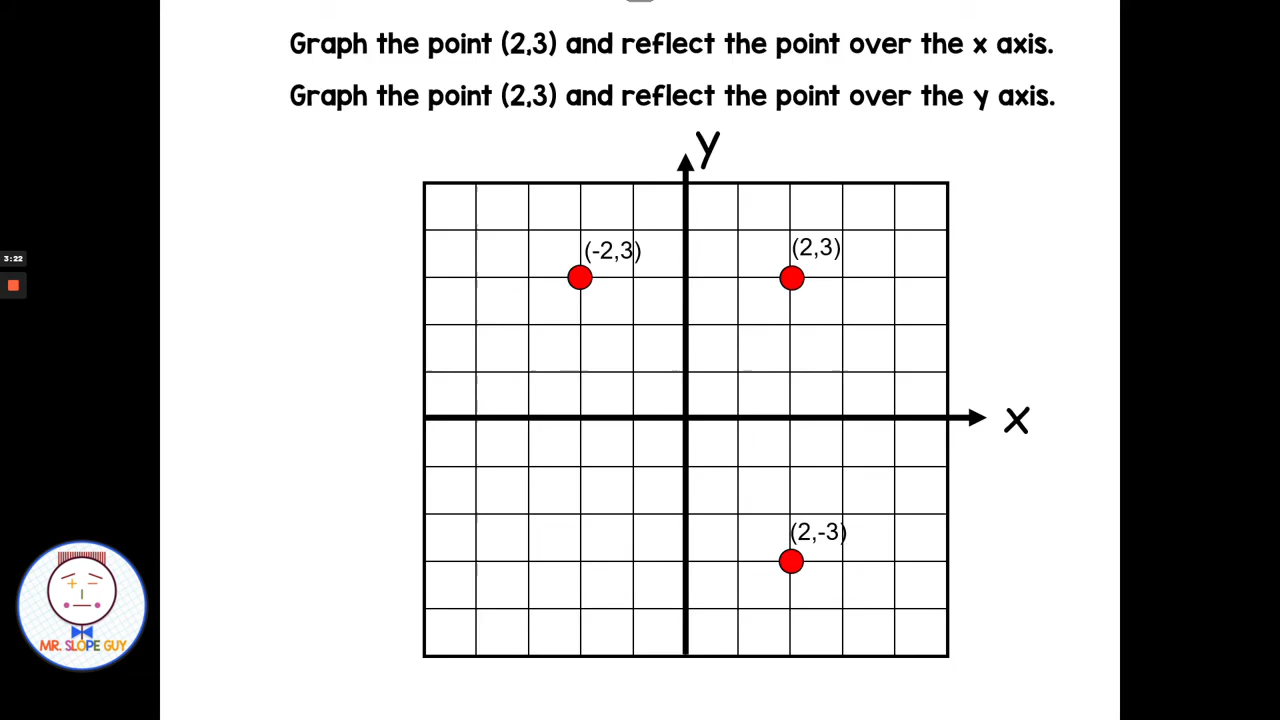 Graph the point (2,3) and reflect the point over the x axis.
Graph the point (2,3) and reflect the point over the y axis.
y
(-2,3)
(2,3)
3:22
x
(2,-3)
MR. SLOPE GUY